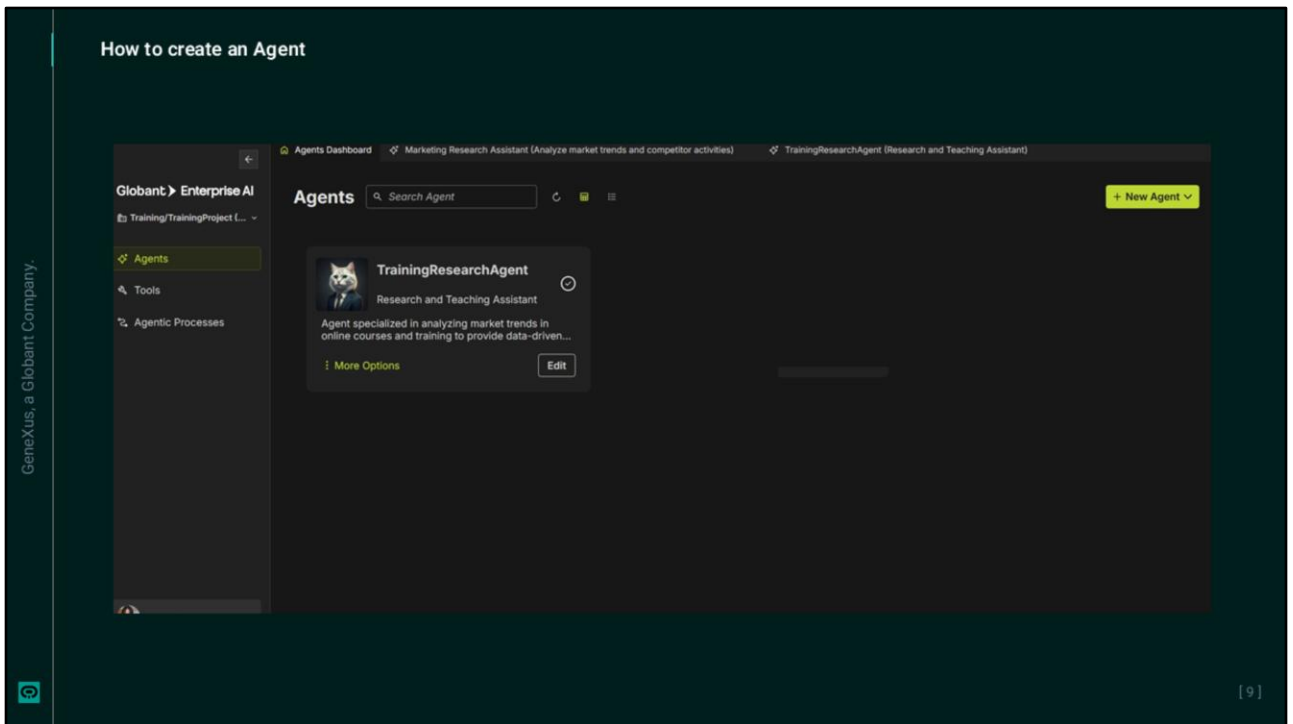 How to create an Agent
Agents Dashboard
Marketing Research Assistant (Analyze market trends and competitor activities)
TrainingResearchAgent (Research and Teaching Assistant)
Globant Enterprise AI
Training/TrainingProject (...
Agents
Search Agent
+ New Agent
Agents
Tools
Agentic Processes
TrainingResearchAgent
Research and Teaching Assistant
Agent specialized in analyzing market trends in
online courses and training to provide data-driven...
More Options
Edit
GeneXus, a Globant Company.
[ 9 ]